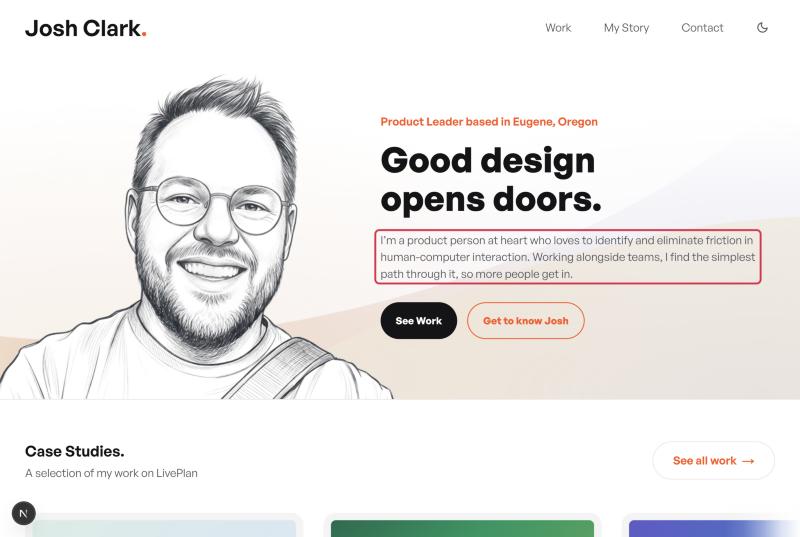 Josh Clark.
Work
My Story
Contact
Product Leader based in Eugene, Oregon
Good design
opens doors.
I'm a product person at heart who loves to identify and eliminate friction in
human-computer interaction. Working alongside teams, I find the simplest
path through it, so more people get in.
See Work
Get to know Josh
Case Studies.
A selection of my work on LivePlan
See all work →
N